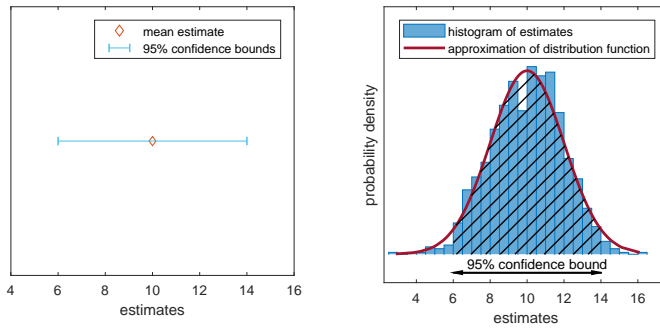 mean estimate
95% confidence bounds
4 6 8 10 12 14 16
estimates
histogram of estimates
approximation of distribution function
probability density
95% confidence bound
4 6 8 10 12 14 16
estimates